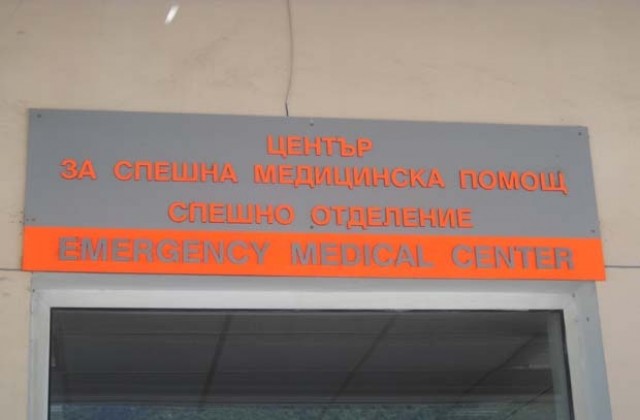 ЦЕНТЪР
ЗА СПЕШНА МЕДИЦИНСКА ПОМОЩ
СПЕШНО ОТДЕЛЕНИЕ
EMERGENCY MEDICAL CENTER